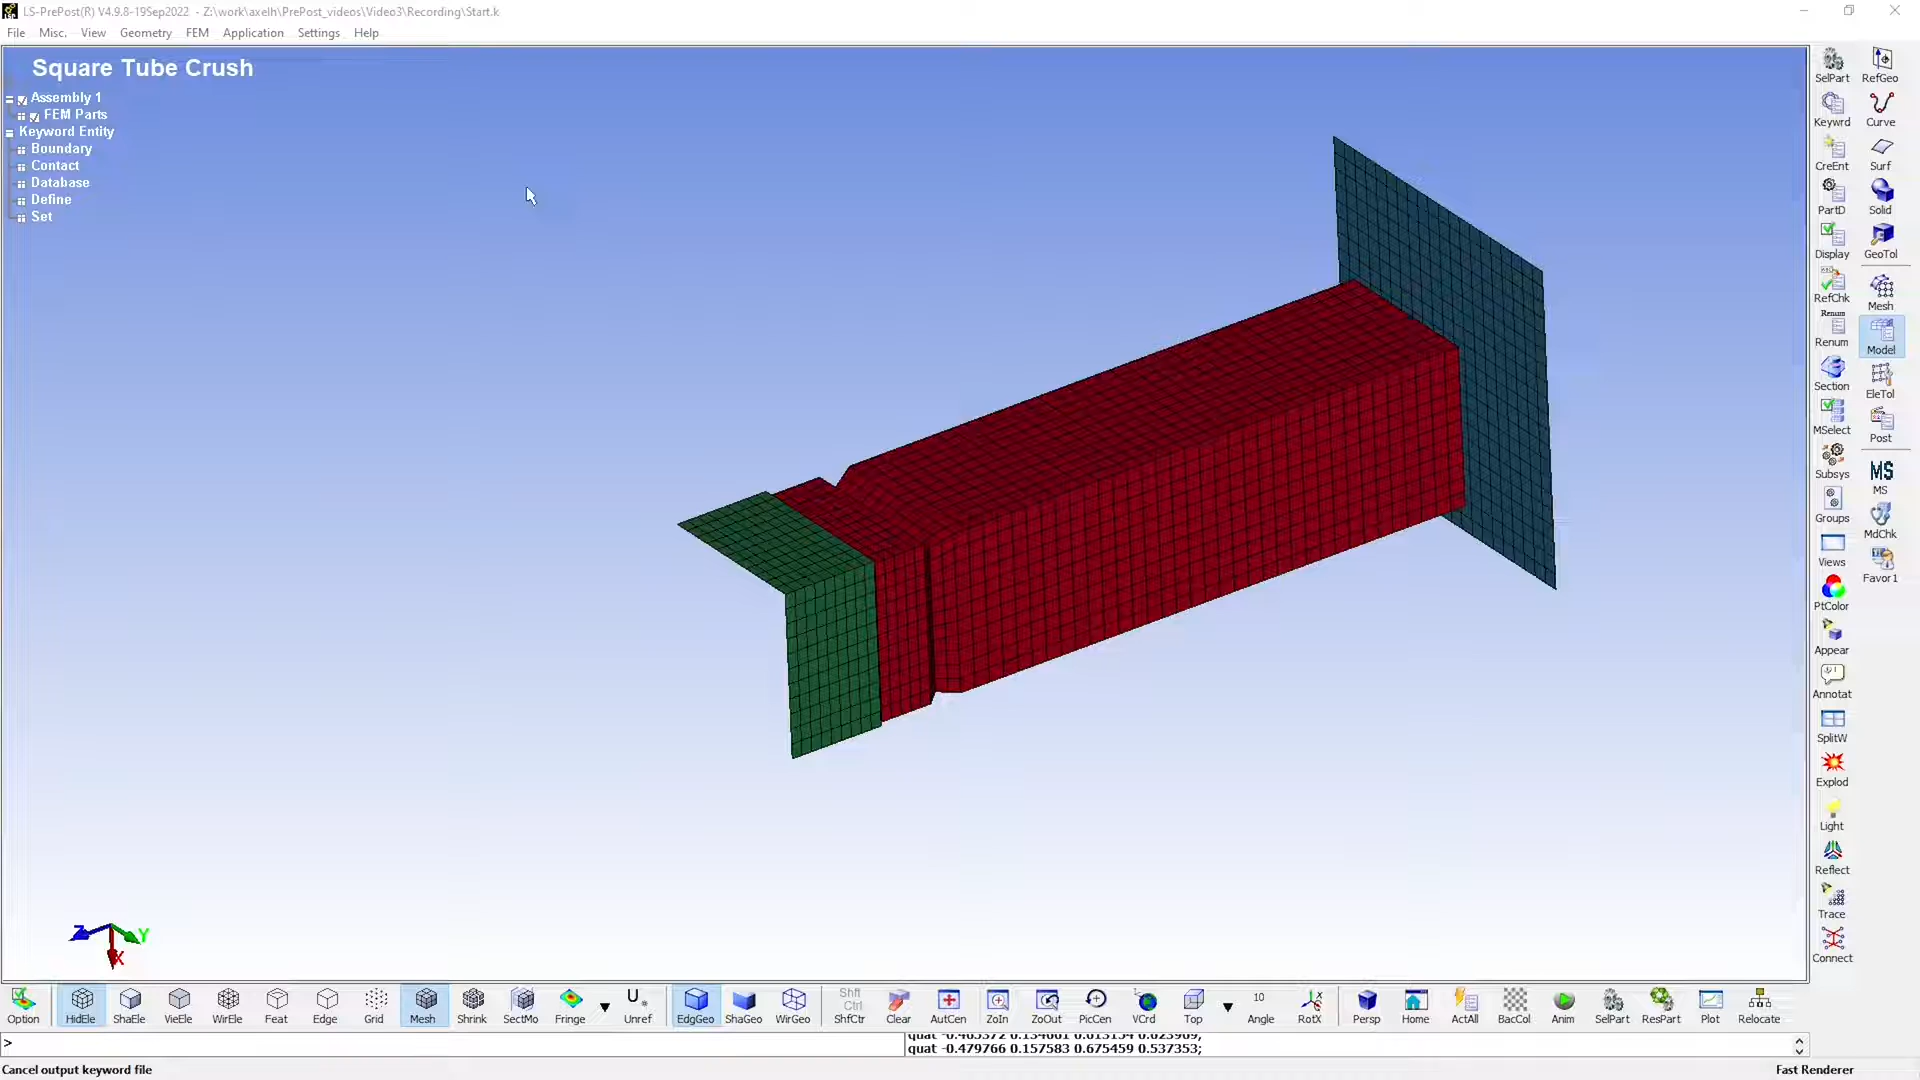 LS-PrePost(R) V4.9.8-19Sep2022 - Z:\work\axelh\PrePost_videos\Video3\Recording\Start.k
File Misc. View Geometry FEM Application Settings Help
Square Tube Crush
Assembly 1
FEM Parts
Keyword Entity
Boundary
Contact
Database
Define
Set
SelPart RefGeo
Keywrd Curve
CreEnt Surf
PartD Solid
Display GeoTol
RefChk Mesh
Renum
Renum Model
Section EleTol
MSelect Post
Subsys MS
MS
Groups MdChk
Views Favor1
PtColor
Appear
Annotat
SplitW
Explod
Light
Reflect
Trace
Connect
Z Y
X
Option HidEle ShaEle VieEle WirEle Feat Edge Grid Mesh Shrink SectMo Fringe U Unref EdgGeo ShaGeo WirGeo Shft Ctrl ShfCtr Clear AutCen ZoIn ZoOut PicCen VCrd Top 10 Angle RotX Persp Home ActAll BacCol Anim SelPart ResPart Plot Relocate
>
quat -0.479766 0.157583 0.675459 0.537353;
Cancel output keyword file Fast Renderer